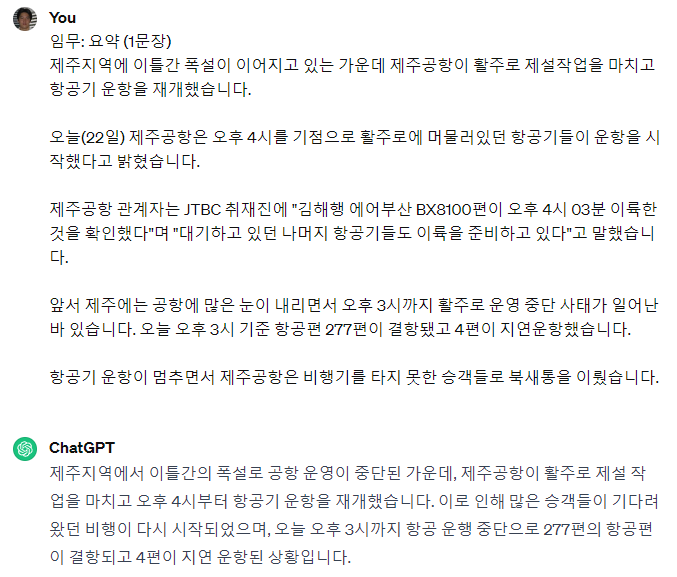 You
임무: 요약 (1문장)
제주지역에 이틀간 폭설이 이어지고 있는 가운데 제주공항이 활주로 제설작업을 마치고
항공기 운항을 재개했습니다.
오늘(22일) 제주공항은 오후 4시를 기점으로 활주로에 머물러있던 항공기들이 운항을 시
작했다고 밝혔습니다.
제주공항 관계자는 JTBC 취재진에 "김해행 에어부산 BX8100편이 오후 4시 03분 이륙한
것을 확인했다"며 "대기하고 있던 나머지 항공기들도 이륙을 준비하고 있다"고 말했습니
다.
앞서 제주에는 공항에 많은 눈이 내리면서 오후 3시까지 활주로 운영 중단 사태가 일어난
바 있습니다. 오늘 오후 3시 기준 항공편 277편이 결항됐고 4편이 지연운항했습니다.
항공기 운항이 멈추면서 제주공항은 비행기를 타지 못한 승객들로 북새통을 이뤘습니다.
ChatGPT
제주지역에서 이틀간의 폭설로 공항 운영이 중단된 가운데, 제주공항이 활주로 제설 작
업을 마치고 오후 4시부터 항공기 운항을 재개했습니다. 이로 인해 많은 승객들이 기다려
왔던 비행이 다시 시작되었으며, 오늘 오후 3시까지 항공 운행 중단으로 277편의 항공편
이 결항되고 4편이 지연 운항된 상황입니다.